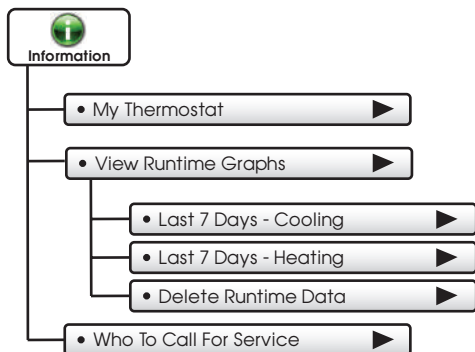 Information
• My Thermostat
• View Runtime Graphs
• Last 7 Days - Cooling
• Last 7 Days - Heating
• Delete Runtime Data
• Who To Call For Service